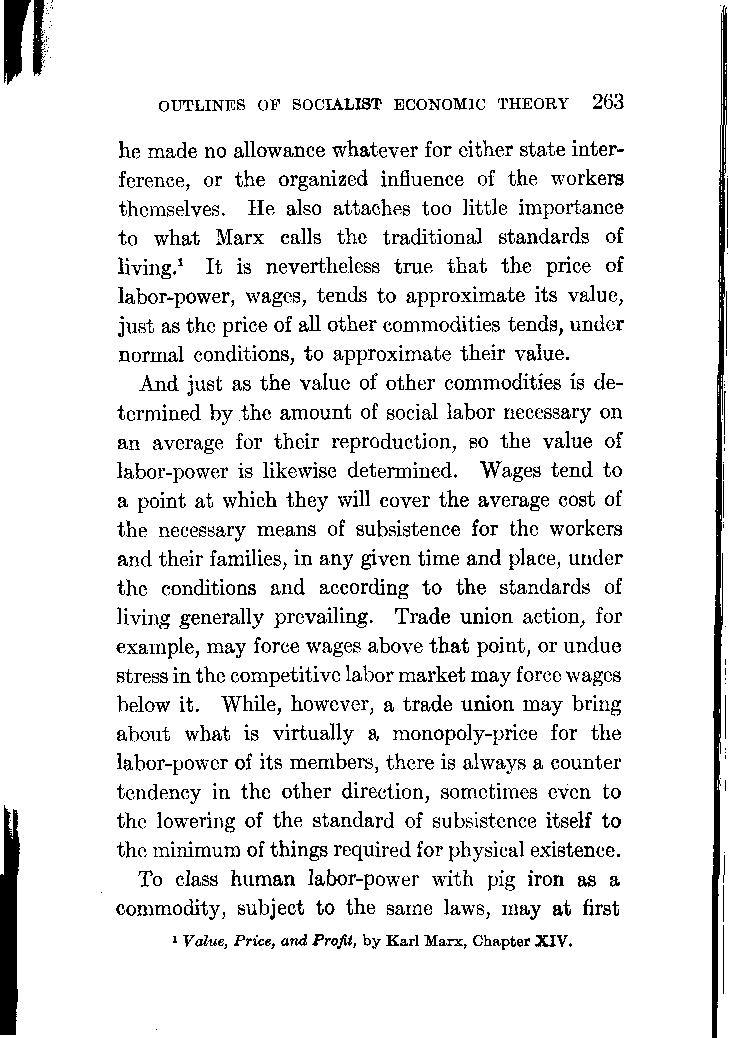 OUTLINES OF SOCIALIST ECONOMIC THEORY 263
he made no allowance whatever for either state inter-
ference, or the organized influence of the workers
themselves. He also attaches too little importance
to what Marx calls the traditional standards of
living.¹ It is nevertheless true that the price of
labor-power, wages, tends to approximate its value,
just as the price of all other commodities tends, under
normal conditions, to approximate their value.
And just as the value of other commodities is de-
termined by the amount of social labor necessary on
an average for their reproduction, so the value of
labor-power is likewise determined. Wages tend to
a point at which they will cover the average cost of
the necessary means of subsistence for the workers
and their families, in any given time and place, under
the conditions and according to the standards of
living generally prevailing. Trade union action, for
example, may force wages above that point, or undue
stress in the competitive labor market may force wages
below it. While, however, a trade union may bring
about what is virtually a monopoly-price for the
labor-power of its members, there is always a counter
tendency in the other direction, sometimes even to
the lowering of the standard of subsistence itself to
the minimum of things required for physical existence.
To class human labor-power with pig iron as a
commodity, subject to the same laws, may at first
¹ Value, Price, and Profit, by Karl Marx, Chapter XIV.